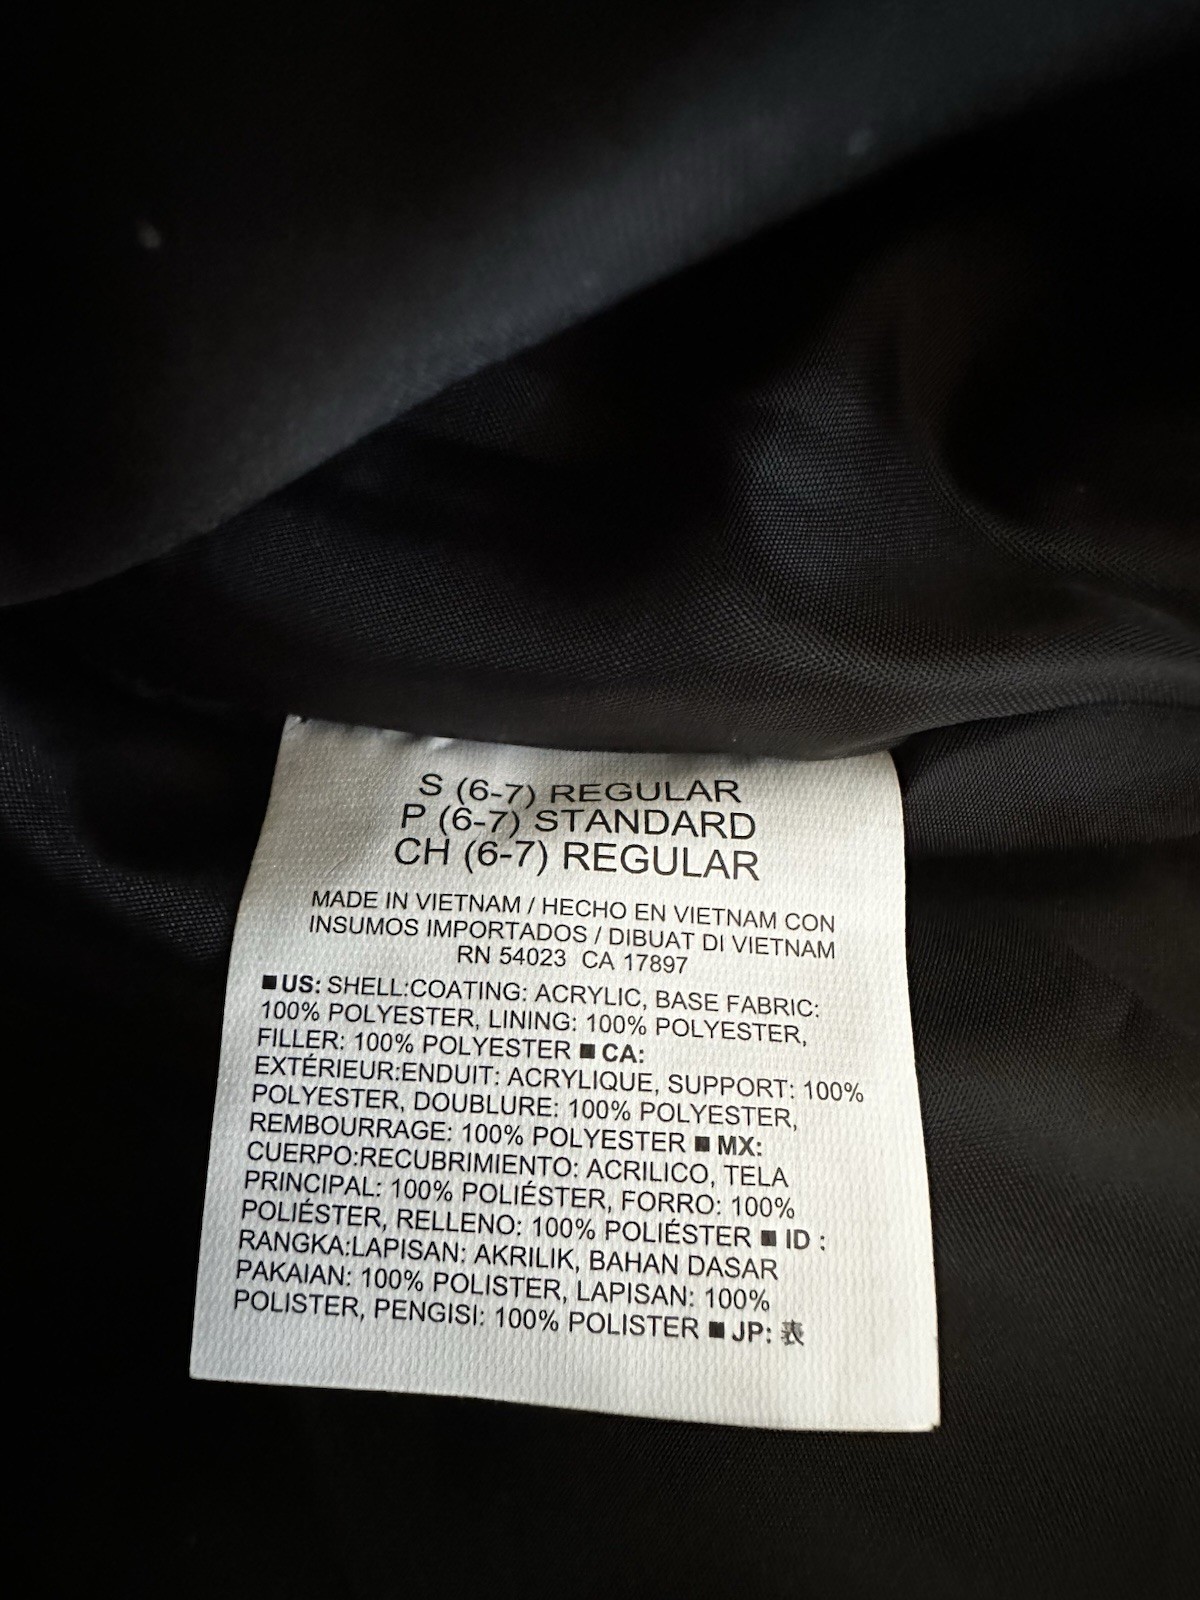 S (6-7) REGULAR
P (6-7) STANDARD
CH (6-7) REGULAR
MADE IN VIETNAM / HECHO EN VIETNAM CON
INSUMOS IMPORTADOS / DIBUAT DI VIETNAM
RN 54023 CA 17897
■US: SHELL:COATING: ACRYLIC, BASE FABRIC:
100% POLYESTER, LINING: 100% POLYESTER,
FILLER: 100% POLYESTER ■CA:
EXTÉRIEUR:ENDUIT: ACRYLIQUE, SUPPORT: 100%
POLYESTER, DOUBLURE: 100% POLYESTER,
REMBOURRAGE: 100% POLYESTER ■MX:
CUERPO:RECUBRIMIENTO: ACRILICO, TELA
PRINCIPAL: 100% POLIÉSTER, FORRO: 100%
POLIÉSTER, RELLENO: 100% POLIÉSTER ■ID :
RANGKA:LAPISAN: AKRILIK, BAHAN DASAR
PAKAIAN: 100% POLISTER, LAPISAN: 100%
POLISTER, PENGISI: 100% POLISTER ■JP: 表